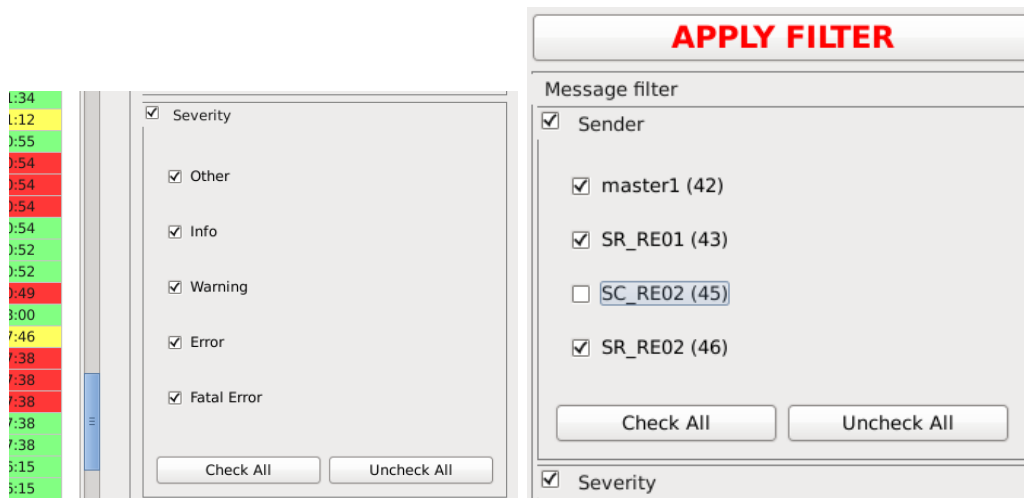 1:34
1:12
0:55
0:54
0:54
0:54
0:54
0:52
0:52
0:49
3:00
7:46
7:38
7:38
7:38
7:38
7:38
6:15
6:15
Severity
Other
Info
Warning
Error
Fatal Error
Check All
Uncheck All
APPLY FILTER
Message filter
Sender
master1 (42)
SR_RE01 (43)
SC_RE02 (45)
SR_RE02 (46)
Check All
Uncheck All
Severity